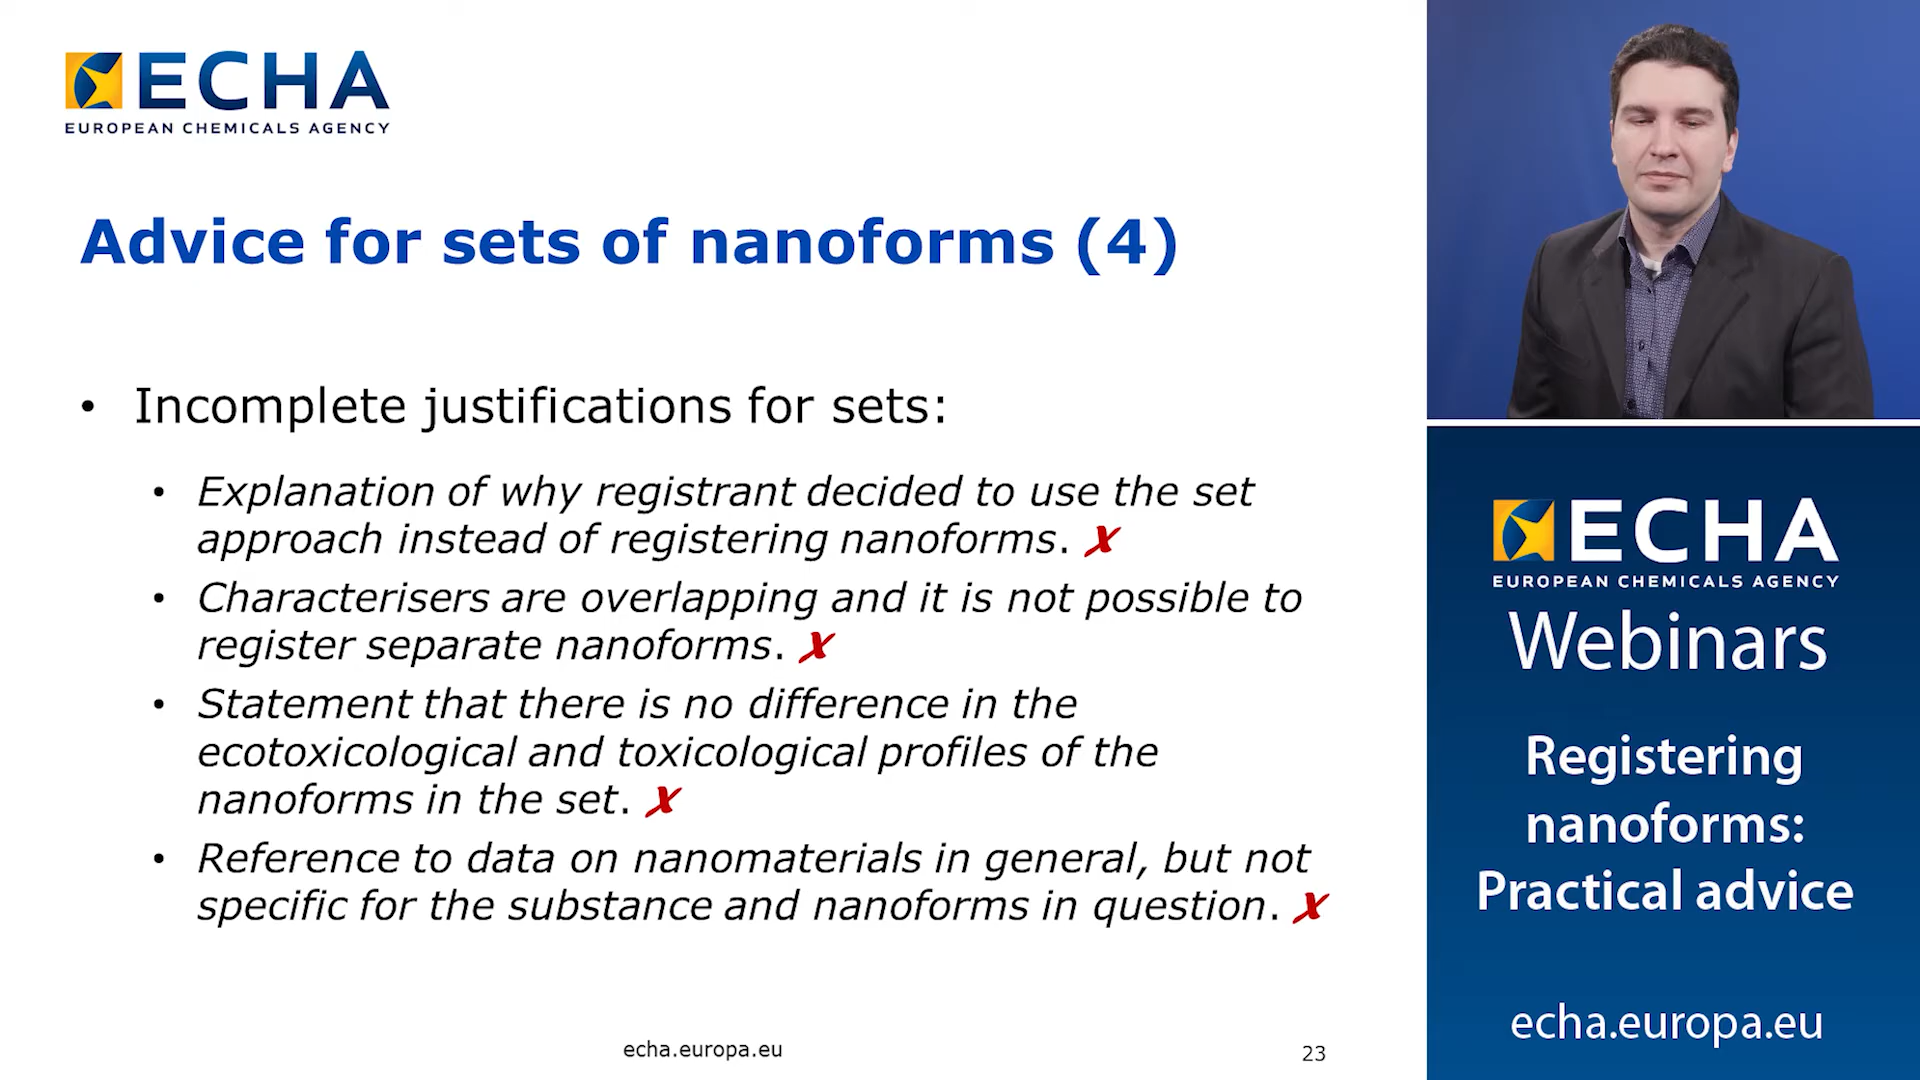 ECHA
EUROPEAN CHEMICALS AGENCY
Advice for sets of nanoforms (4)
• Incomplete justifications for sets:
• Explanation of why registrant decided to use the set
approach instead of registering nanoforms. ✗
• Characterisers are overlapping and it is not possible to
register separate nanoforms. ✗
• Statement that there is no difference in the
ecotoxicological and toxicological profiles of the
nanoforms in the set. ✗
• Reference to data on nanomaterials in general, but not
specific for the substance and nanoforms in question. ✗
echa.europa.eu
23
ECHA
EUROPEAN CHEMICALS AGENCY
Webinars
Registering
nanoforms:
Practical advice
echa.europa.eu